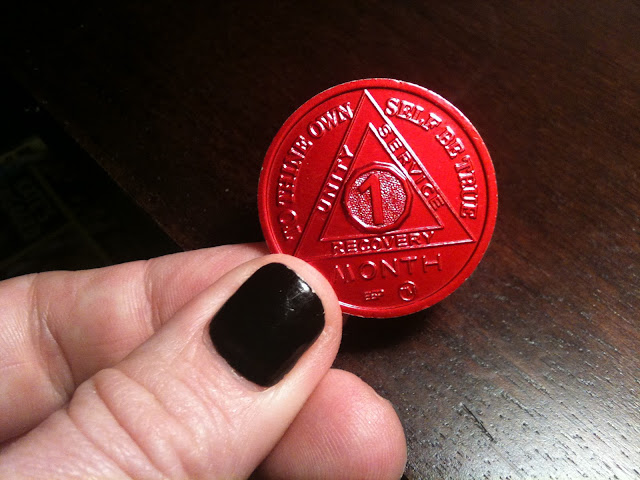 TO THINE OWN SELF BE TRUE
UNITY
SERVICE
1
RECOVERY
MONTH